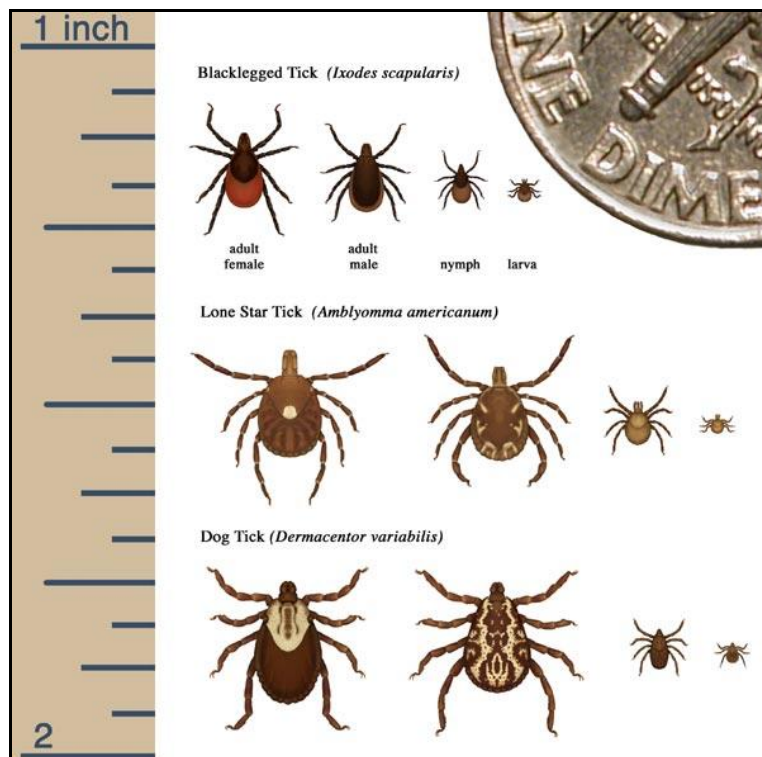 1 inch
Blacklegged Tick (Ixodes scapularis)
adult female
adult male
nymph
larva
Lone Star Tick (Amblyomma americanum)
Dog Tick (Dermacentor variabilis)
2
ONE DIME